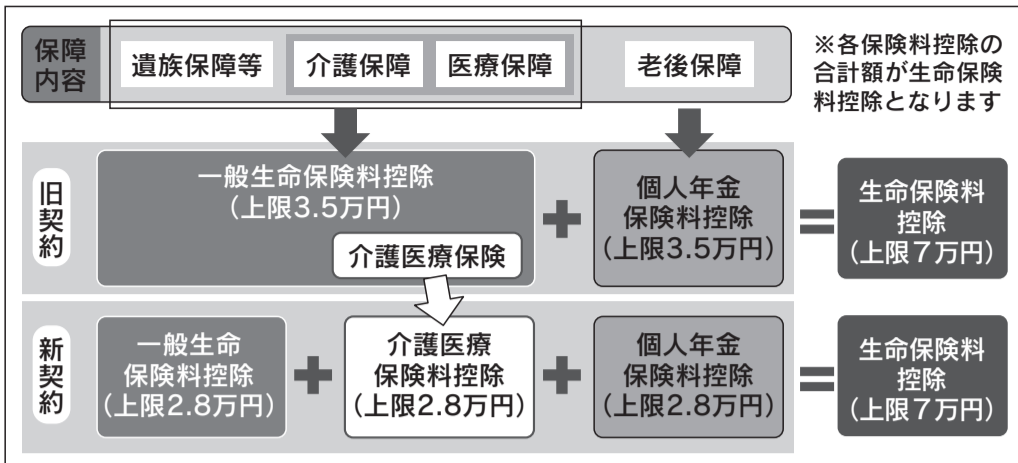 保障
内容
遺族保障等
介護保障
医療保障
老後保障
※各保険料控除の
合計額が生命保険
料控除となります
旧契約
一般生命保険料控除
(上限3.5万円)
介護医療保険
+
個人年金
保険料控除
(上限3.5万円)
=
生命保険料
控除
(上限7万円)
新契約
一般生命
保険料控除
(上限2.8万円)
+
介護医療
保険料控除
(上限2.8万円)
+
個人年金
保険料控除
(上限2.8万円)
=
生命保険料
控除
(上限7万円)